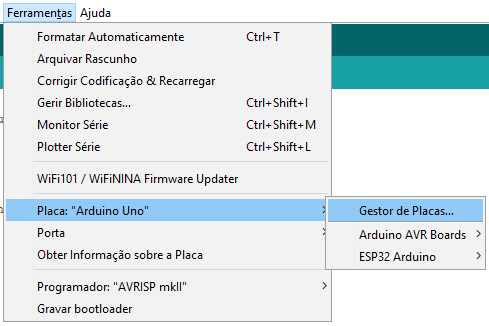 Ferramentas Ajuda
Formatar Automaticamente Ctrl+T
Arquivar Rascunho
Corrigir Codificação & Recarregar
Gerir Bibliotecas... Ctrl+Shift+I
Monitor Série Ctrl+Shift+M
Plotter Série Ctrl+Shift+L
WiFi101 / WiFiNINA Firmware Updater
Placa: "Arduino Uno"
Gestor de Placas...
Porta
Arduino AVR Boards
Obter Informação sobre a Placa
ESP32 Arduino
Programador: "AVRISP mkII"
Gravar bootloader